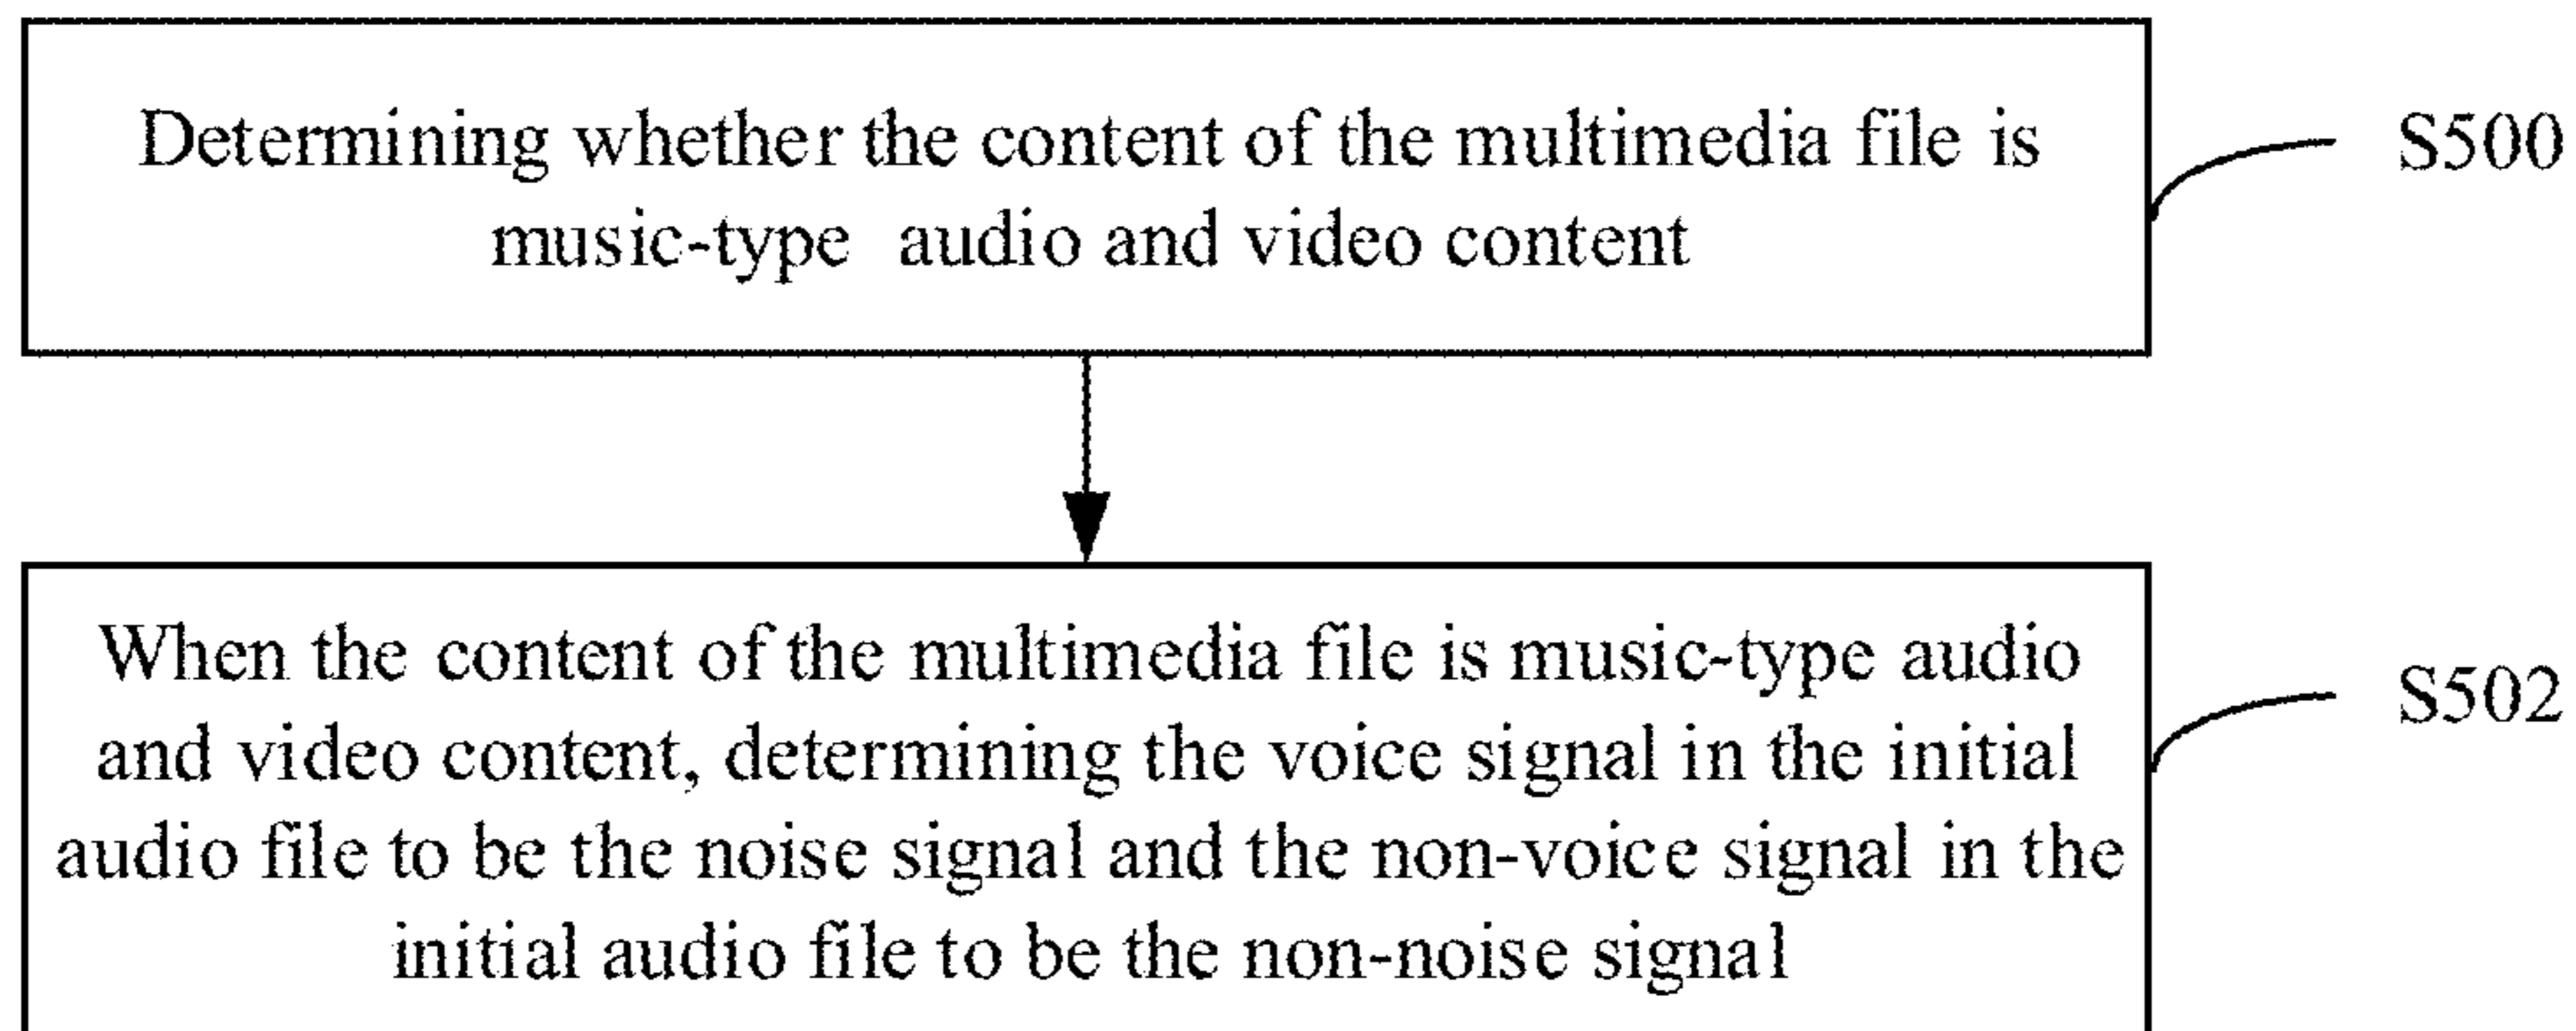 Determining whether the content of the multimedia file is
music-type audio and video content
S500
When the content of the multimedia file is music-type audio
and video content, determining the voice signal in the initial
audio file to be the noise signal and the non-voice signal in the
initial audio file to be the non-noise signal
S502